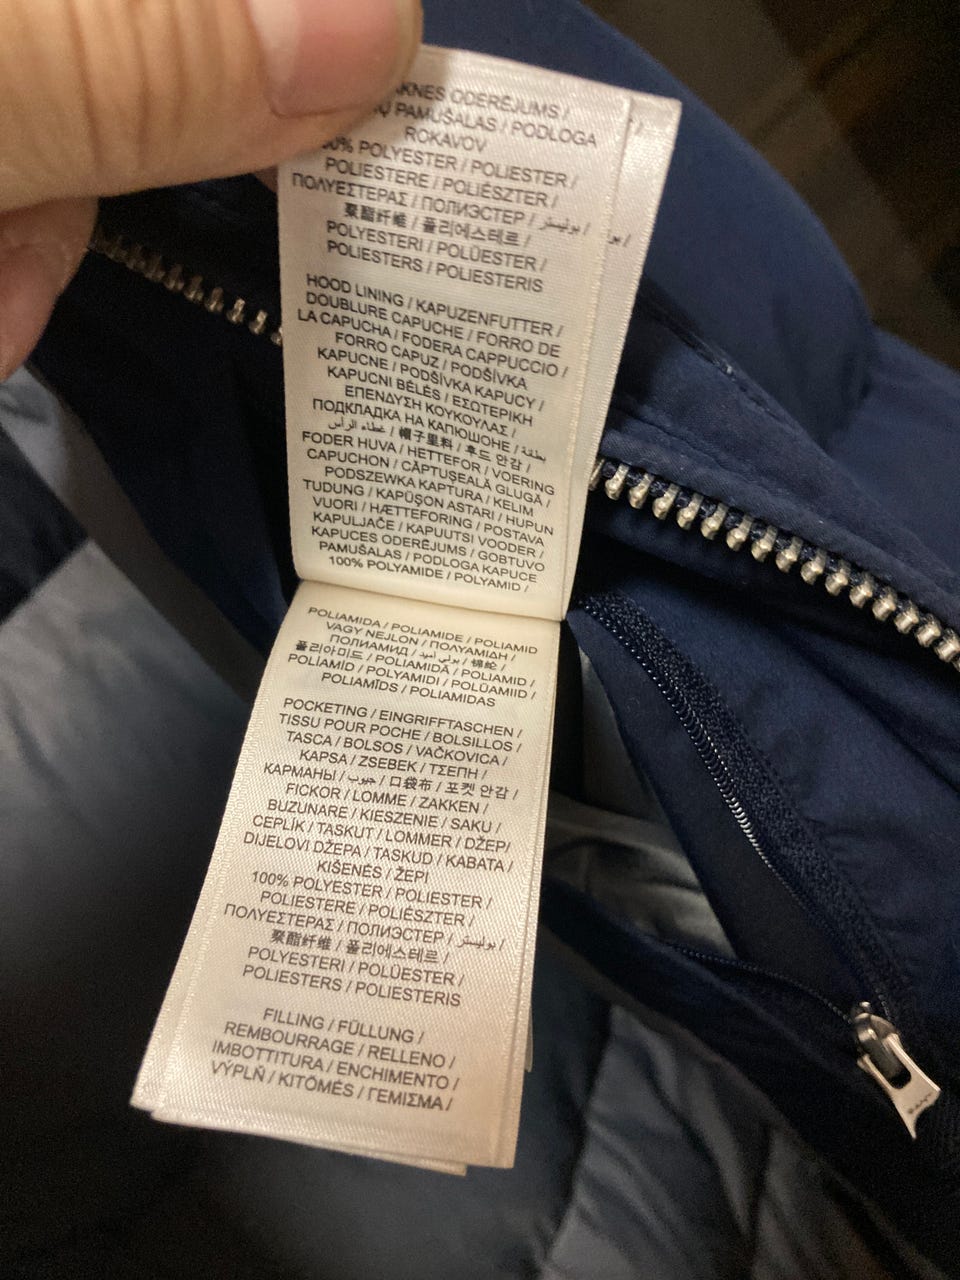 ODERĒJUMS /
PAMUŠALAS / PODLOGA
ROKAVOV
POLYESTER / POLIESTER /
POLIESTERE / POLIÉSZTER /
ΠΟΛΥΕΣΤΕΡΑΣ / ПОЛИЭСТЕР / بوليستر /
聚酯纤维 / 폴리에스테르 /
POLYESTERI / POLÜESTER /
POLIESTERS / POLIESTERIS
HOOD LINING / KAPUZENFUTTER /
DOUBLURE CAPUCHE / FORRO DE
LA CAPUCHA / FODERA CAPPUCCIO /
FORRO CAPUZ / PODŠÍVKA
KAPUCNE / PODŠÍVKA KAPUCY /
KAPUCNI BÉLÉS / ΕΣΩΤΕΡΙΚΗ
ΕΠΕΝΔΥΣΗ ΚΟΥΚΟΥΛΑΣ /
ПОДКЛАДКА НА КАПЮШОНЕ / بطانة
غطاء الرأس / 帽子里料 / 후드 안감 /
FODER HUVA / HETTEFOR / VOERING
CAPUCHON / CĂPTUȘEALĂ GLUGĂ /
PODSZEWKA KAPTURA / KELIM
TUDUNG / KAPÜŞON ASTARI / HUPUN
VUORI / HÆTTEFORING / POSTAVA
KAPULJAČE / KAPUUTSI VOODER /
KAPUCES ODERĒJUMS / GOBTUVO
PAMUŠALAS / PODLOGA KAPUCE
100% POLYAMIDE / POLYAMID /
POLIAMIDA / POLIAMIDE / POLIAMID
VAGY NEJLON / ΠΟΛΥΑΜΙΔΗ /
ПОЛИАМИД / بولي أميد / 锦纶 /
폴리아미드 / POLIAMIDĂ / POLIAMID /
POLİAMİD / POLYAMIDI / POLÜAMIID /
POLIAMĪDS / POLIAMIDAS
POCKETING / EINGRIFFTASCHEN /
TISSU POUR POCHE / BOLSILLOS /
TASCA / BOLSOS / VAČKOVICA /
KAPSA / ZSEBEK / ΤΣΕΠΗ /
КАРМАНЫ / جيوب / 口袋布 / 포켓 안감 /
FICKOR / LOMME / ZAKKEN /
BUZUNARE / KIESZENIE / SAKU /
CEPLİK / TASKUT / LOMMER / DŽEP/
DIJELOVI DŽEPA / TASKUD / KABATA /
KIŠENĖS / ŽEPI
100% POLYESTER / POLIESTER /
POLIESTERE / POLIÉSZTER /
ΠΟΛΥΕΣΤΕΡΑΣ / ПОЛИЭСТЕР / بوليستر /
聚酯纤维 / 폴리에스테르 /
POLYESTERI / POLÜESTER /
POLIESTERS / POLIESTERIS
FILLING / FÜLLUNG /
REMBOURRAGE / RELLENO /
IMBOTTITURA / ENCHIMENTO /
VÝPLŇ / KITÖMÉS / ΓΕΜΙΣΜΑ /